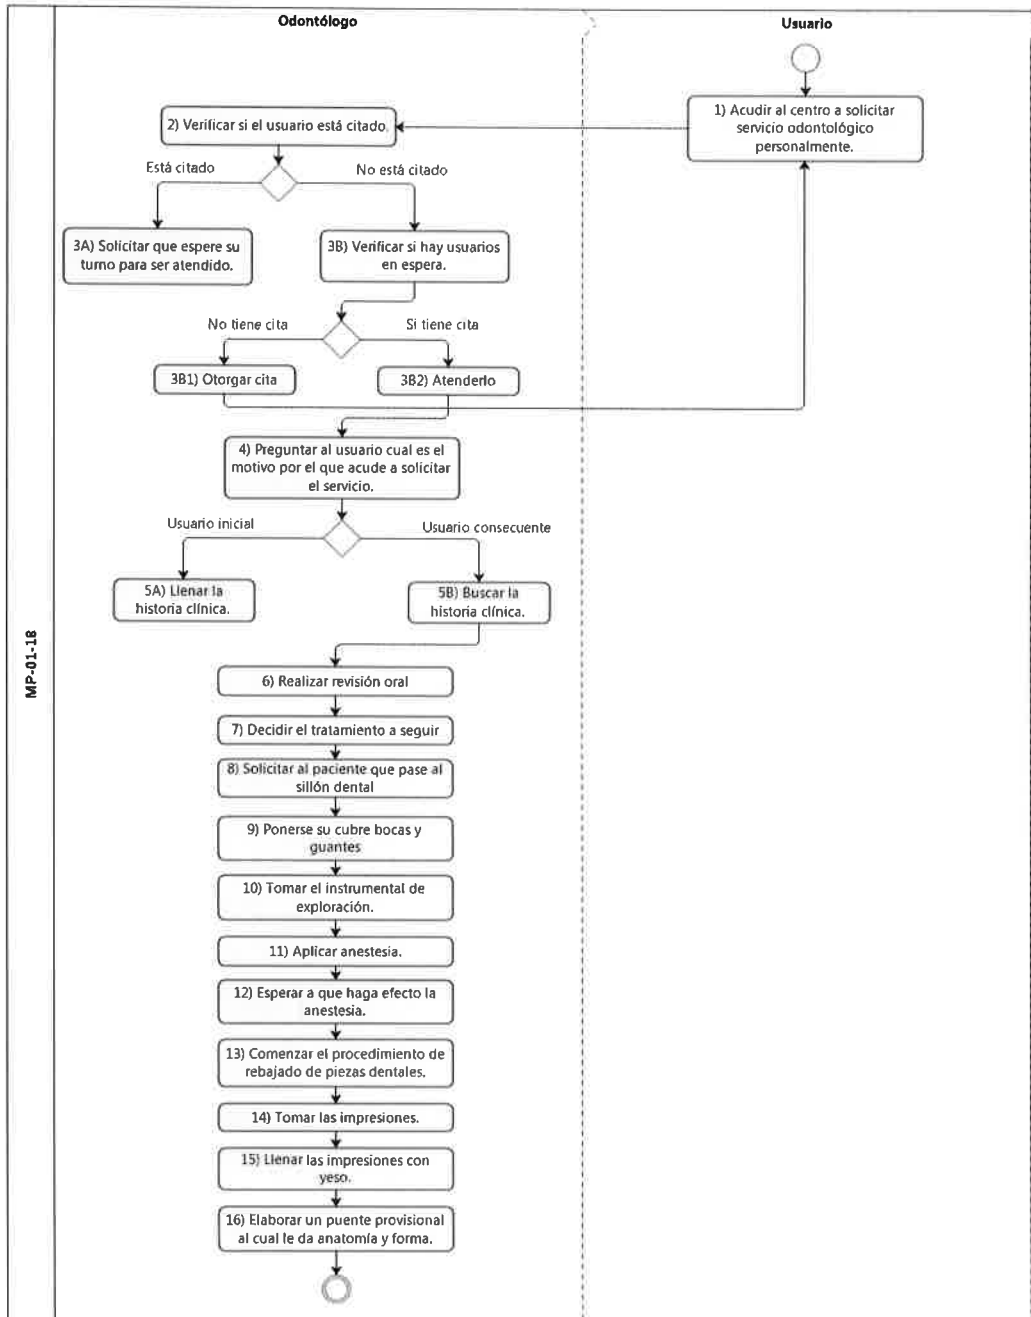 Odontólogo
Usuario
1) Acudir al centro a solicitar
servicio odontológico
personalmente.
2) Verificar si el usuario está citado.
Está citado
No está citado
3A) Solicitar que espere su
turno para ser atendido.
3B) Verificar si hay usuarios
en espera.
No tiene cita
Si tiene cita
3B1) Otorgar cita
3B2) Atenderlo
4) Preguntar al usuario cual es el
motivo por el que acude a solicitar
el servicio.
Usuario inicial
Usuario consecuente
5A) Llenar la
historia clínica.
5B) Buscar la
historia clínica.
MP-01-18
6) Realizar revisión oral
7) Decidir el tratamiento a seguir
8) Solicitar al paciente que pase al
sillón dental
9) Ponerse su cubre bocas y
guantes
10) Tomar el instrumental de
exploración.
11) Aplicar anestesia.
12) Esperar a que haga efecto la
anestesia.
13) Comenzar el procedimiento de
rebajado de piezas dentales.
14) Tomar las impresiones.
15) Llenar las impresiones con
yeso.
16) Elaborar un puente provisional
al cual le da anatomía y forma.